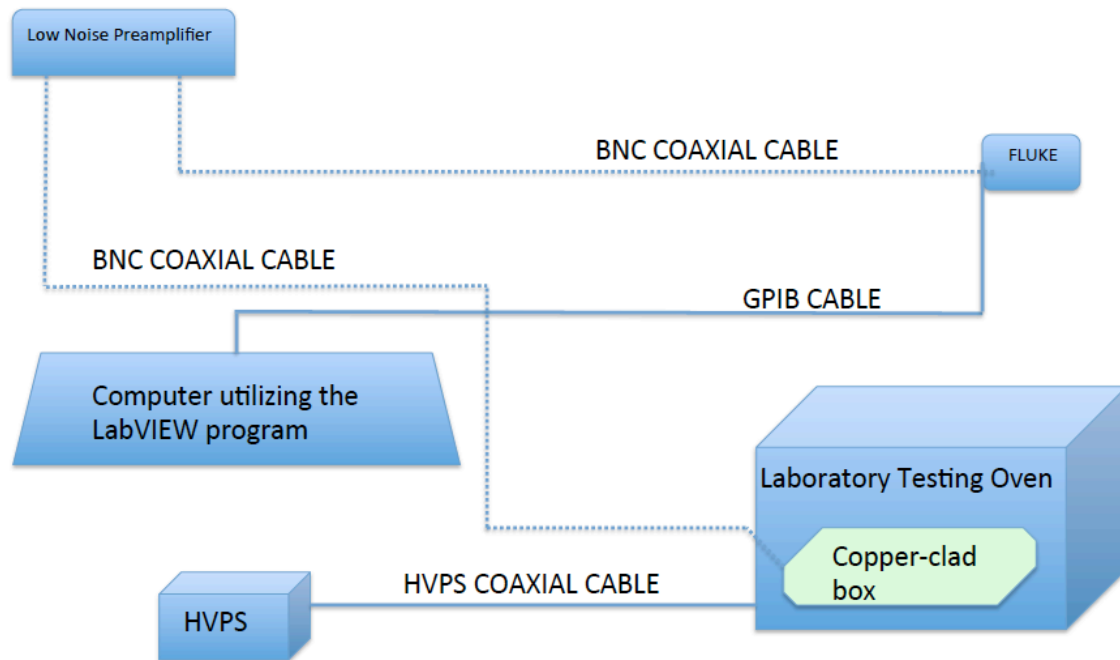 Low Noise Preamplifier
BNC COAXIAL CABLE
FLUKE
BNC COAXIAL CABLE
GPIB CABLE
Computer utilizing the
LabVIEW program
Laboratory Testing Oven
Copper-clad
box
HVPS COAXIAL CABLE
HVPS